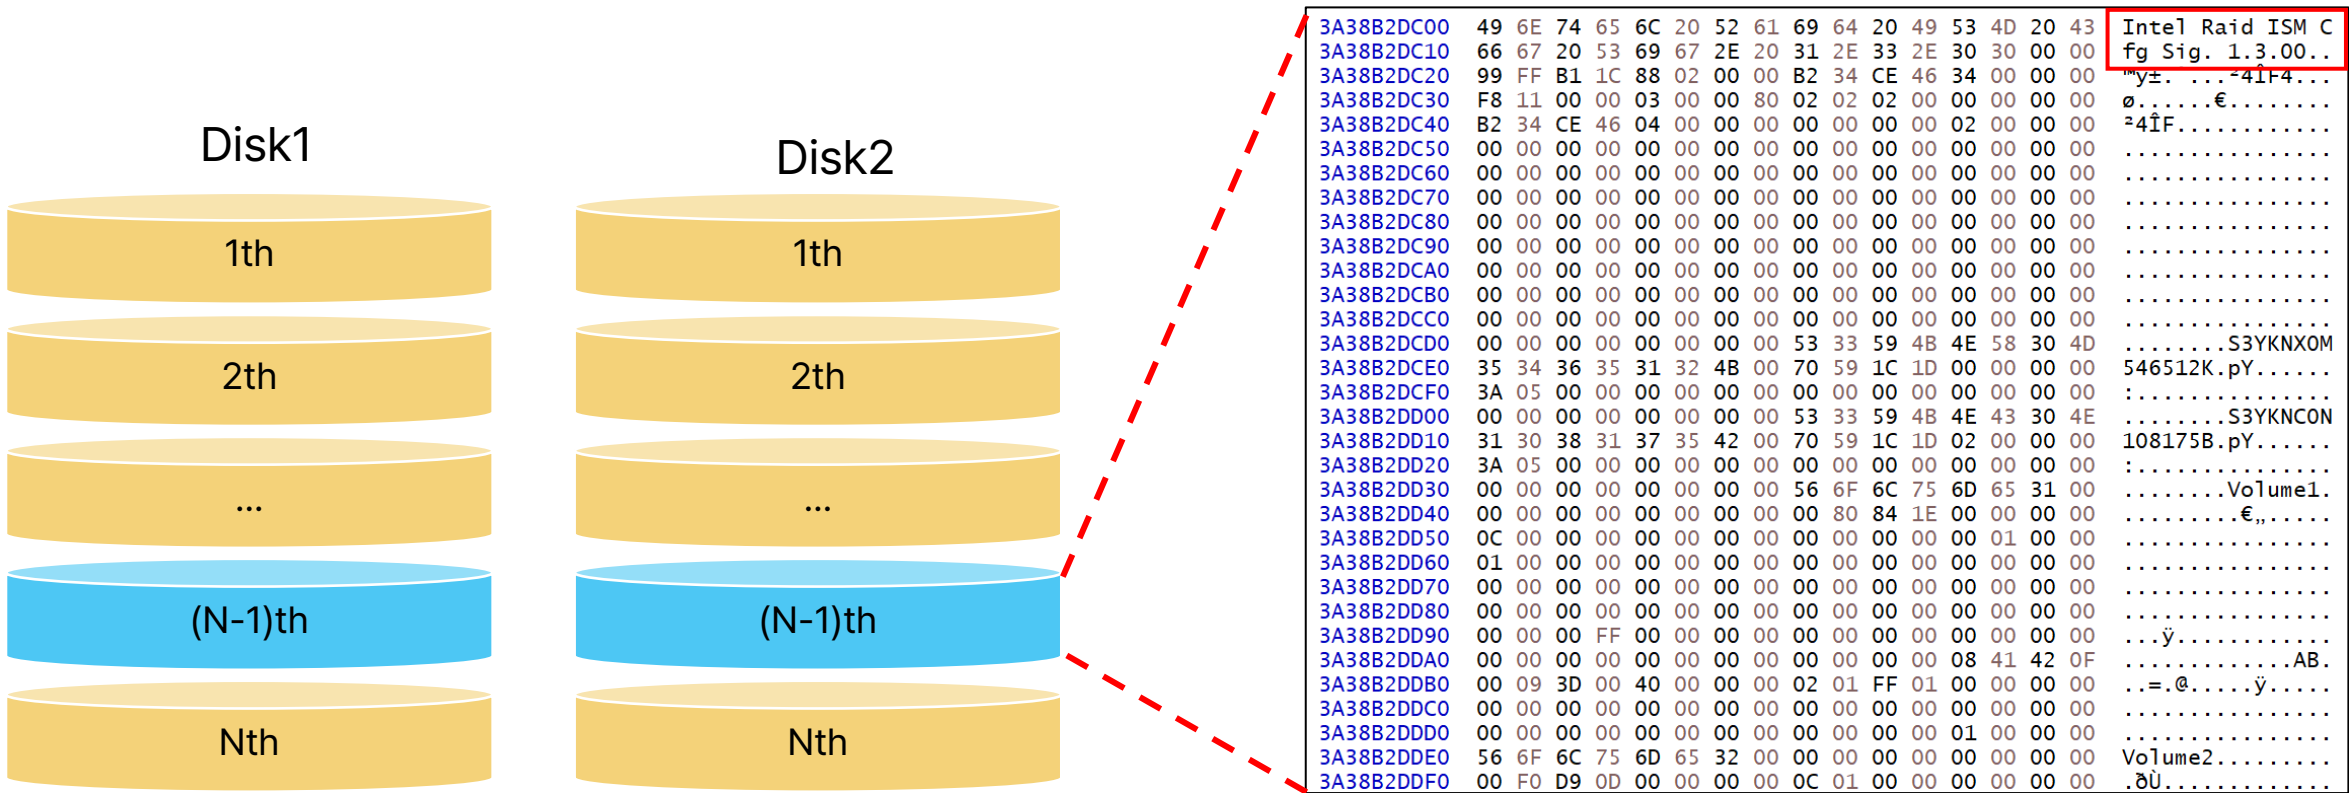 Disk1
1th
2th
...
(N-1)th
Nth
Disk2
1th
2th
...
(N-1)th
Nth
3A38B2DC00 49 6E 74 65 6C 20 52 61 69 64 20 49 53 4D 20 43 Intel Raid ISM C
3A38B2DC10 66 67 20 53 69 67 2E 20 31 2E 33 2E 30 30 00 00 fg Sig. 1.3.00..
3A38B2DC20 99 FF B1 1C 88 02 00 00 B2 34 CE 46 34 00 00 00 ™ÿ±.ˆ...²4ÎF4...
3A38B2DC30 F8 11 00 00 03 00 00 80 02 02 02 00 00 00 00 00 ø......€........
3A38B2DC40 B2 34 CE 46 04 00 00 00 00 00 00 00 02 00 00 00 ²4ÎF............
3A38B2DC50 00 00 00 00 00 00 00 00 00 00 00 00 00 00 00 00 ................
3A38B2DC60 00 00 00 00 00 00 00 00 00 00 00 00 00 00 00 00 ................
3A38B2DC70 00 00 00 00 00 00 00 00 00 00 00 00 00 00 00 00 ................
3A38B2DC80 00 00 00 00 00 00 00 00 00 00 00 00 00 00 00 00 ................
3A38B2DC90 00 00 00 00 00 00 00 00 00 00 00 00 00 00 00 00 ................
3A38B2DCA0 00 00 00 00 00 00 00 00 00 00 00 00 00 00 00 00 ................
3A38B2DCB0 00 00 00 00 00 00 00 00 00 00 00 00 00 00 00 00 ................
3A38B2DCC0 00 00 00 00 00 00 00 00 00 00 00 00 00 00 00 00 ................
3A38B2DCD0 00 00 00 00 00 00 00 00 53 33 59 4B 4E 58 30 4D ........S3YKNX0M
3A38B2DCE0 35 34 36 35 31 32 4B 00 70 59 1C 1D 00 00 00 00 546512K.pY......
3A38B2DCF0 3A 05 00 00 00 00 00 00 00 00 00 00 00 00 00 00 :...............
3A38B2DD00 00 00 00 00 00 00 00 00 53 33 59 4B 4E 43 30 4E ........S3YKNC0N
3A38B2DD10 31 30 38 31 37 35 42 00 70 59 1C 1D 02 00 00 00 108175B.pY......
3A38B2DD20 3A 05 00 00 00 00 00 00 00 00 00 00 00 00 00 00 :...............
3A38B2DD30 00 00 00 00 00 00 00 00 56 6F 6C 75 6D 65 31 00 ........Volume1.
3A38B2DD40 00 00 00 00 00 00 00 00 00 80 84 1E 00 00 00 00 .........€„.....
3A38B2DD50 0C 00 00 00 00 00 00 00 00 00 00 00 00 01 00 00 ................
3A38B2DD60 01 00 00 00 00 00 00 00 00 00 00 00 00 00 00 00 ................
3A38B2DD70 00 00 00 00 00 00 00 00 00 00 00 00 00 00 00 00 ................
3A38B2DD80 00 00 00 00 00 00 00 00 00 00 00 00 00 00 00 00 ................
3A38B2DD90 00 00 00 FF 00 00 00 00 00 00 00 00 00 00 00 00 ...ÿ............
3A38B2DDA0 00 00 00 00 00 00 00 00 00 00 00 00 08 41 42 0F .............AB.
3A38B2DDB0 00 09 3D 00 40 00 00 00 02 01 FF 01 00 00 00 00 ..=.@.....ÿ.....
3A38B2DDC0 00 00 00 00 00 00 00 00 00 00 00 00 00 00 00 00 ................
3A38B2DDD0 00 00 00 00 00 00 00 00 00 00 00 00 01 00 00 00 ................
3A38B2DDE0 56 6F 6C 75 6D 65 32 00 00 00 00 00 00 00 00 00 Volume2.........
3A38B2DDF0 00 F0 D9 0D 00 00 00 00 0C 01 00 00 00 00 00 00 .ðÙ.............